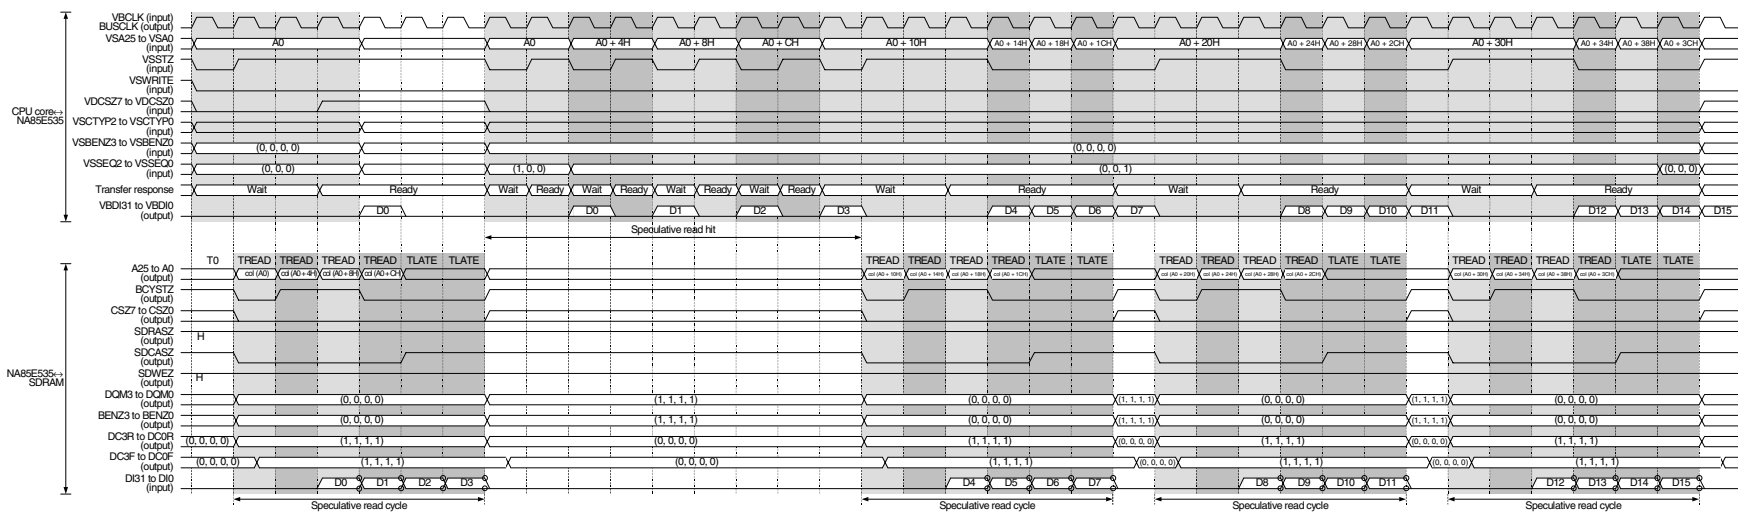 VBCLK (input)
BUSCLK (output)
VSA25 to VSA0 (input) A0 A0 A0 + 4H A0 + 8H A0 + CH A0 + 10H A0 + 14H A0 + 18H A0 + 1CH A0 + 20H A0 + 24H A0 + 28H A0 + 2CH A0 + 30H A0 + 34H A0 + 38H A0 + 3CH
VSSTZ (input)
VSWRITE (input)
CPU core↔ NA85E535
VDCSZ7 to VDCSZ0 (input)
VSCTYP2 to VSCTYP0 (input)
VSBENZ3 to VSBENZ0 (input) (0, 0, 0, 0) (0, 0, 0, 0)
VSSEQ2 to VSSEQ0 (input) (0, 0, 0) (1, 0, 0) (0, 0, 1) (0, 0, 0)
Transfer response Wait Ready Wait Ready Wait Ready Wait Ready Wait Ready Wait Ready Wait Ready Wait Ready
VBDI31 to VBDI0 (output) D0 D0 D1 D2 D3 D4 D5 D6 D7 D8 D9 D10 D11 D12 D13 D14 D15
Speculative read hit
T0 TREAD TREAD TREAD TREAD TLATE TLATE TREAD TREAD TREAD TREAD TLATE TLATE TREAD TREAD TREAD TREAD TLATE TLATE TREAD TREAD TREAD TREAD TLATE TLATE
A25 to A0 (output) col (A0) col (A0 + 4H) col (A0 + 8H) col (A0 + CH) col (A0 + 10H) col (A0 + 14H) col (A0 + 18H) col (A0 + 1CH) col (A0 + 20H) col (A0 + 24H) col (A0 + 28H) col (A0 + 2CH) col (A0 + 30H) col (A0 + 34H) col (A0 + 38H) col (A0 + 3CH)
BCYSTZ (output)
CSZ7 to CSZ0 (output)
SDRASZ (output) H
SDCASZ (output)
NA85E535↔ SDRAM
SDWEZ (output) H
DQM3 to DQM0 (output) (0, 0, 0, 0) (1, 1, 1, 1) (0, 0, 0, 0) (1, 1, 1, 1) (0, 0, 0, 0) (1, 1, 1, 1) (0, 0, 0, 0)
BENZ3 to BENZ0 (output) (0, 0, 0, 0) (1, 1, 1, 1) (0, 0, 0, 0) (1, 1, 1, 1) (0, 0, 0, 0) (1, 1, 1, 1) (0, 0, 0, 0)
DC3R to DC0R (output) (0, 0, 0, 0) (1, 1, 1, 1) (0, 0, 0, 0) (1, 1, 1, 1) (0, 0, 0, 0) (1, 1, 1, 1) (0, 0, 0, 0) (1, 1, 1, 1)
DC3F to DC0F (output) (0, 0, 0, 0) (1, 1, 1, 1) (0, 0, 0, 0) (1, 1, 1, 1) (0, 0, 0, 0) (1, 1, 1, 1) (0, 0, 0, 0) (1, 1, 1, 1)
DI31 to DI0 (input) D0 D1 D2 D3 D4 D5 D6 D7 D8 D9 D10 D11 D12 D13 D14 D15
Speculative read cycle Speculative read cycle Speculative read cycle Speculative read cycle